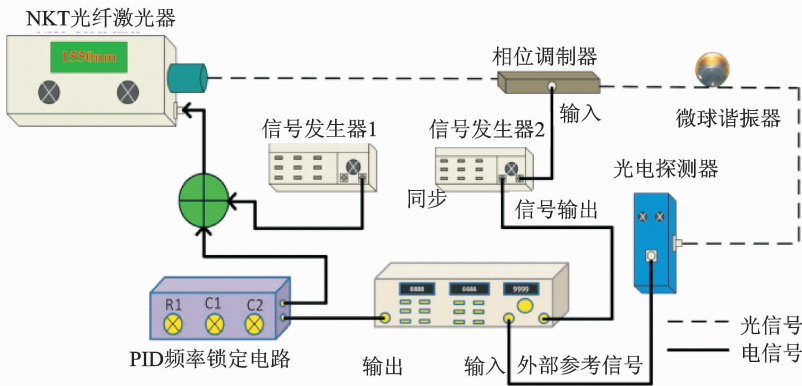 NKT光纤激光器
1550nm
相位调制器
输入
微球谐振器
信号发生器1
信号发生器2
同步
信号输出
光电探测器
R1
C1
C2
8888
6666
9999
PID频率锁定电路
输出
输入
外部参考信号
光信号
电信号